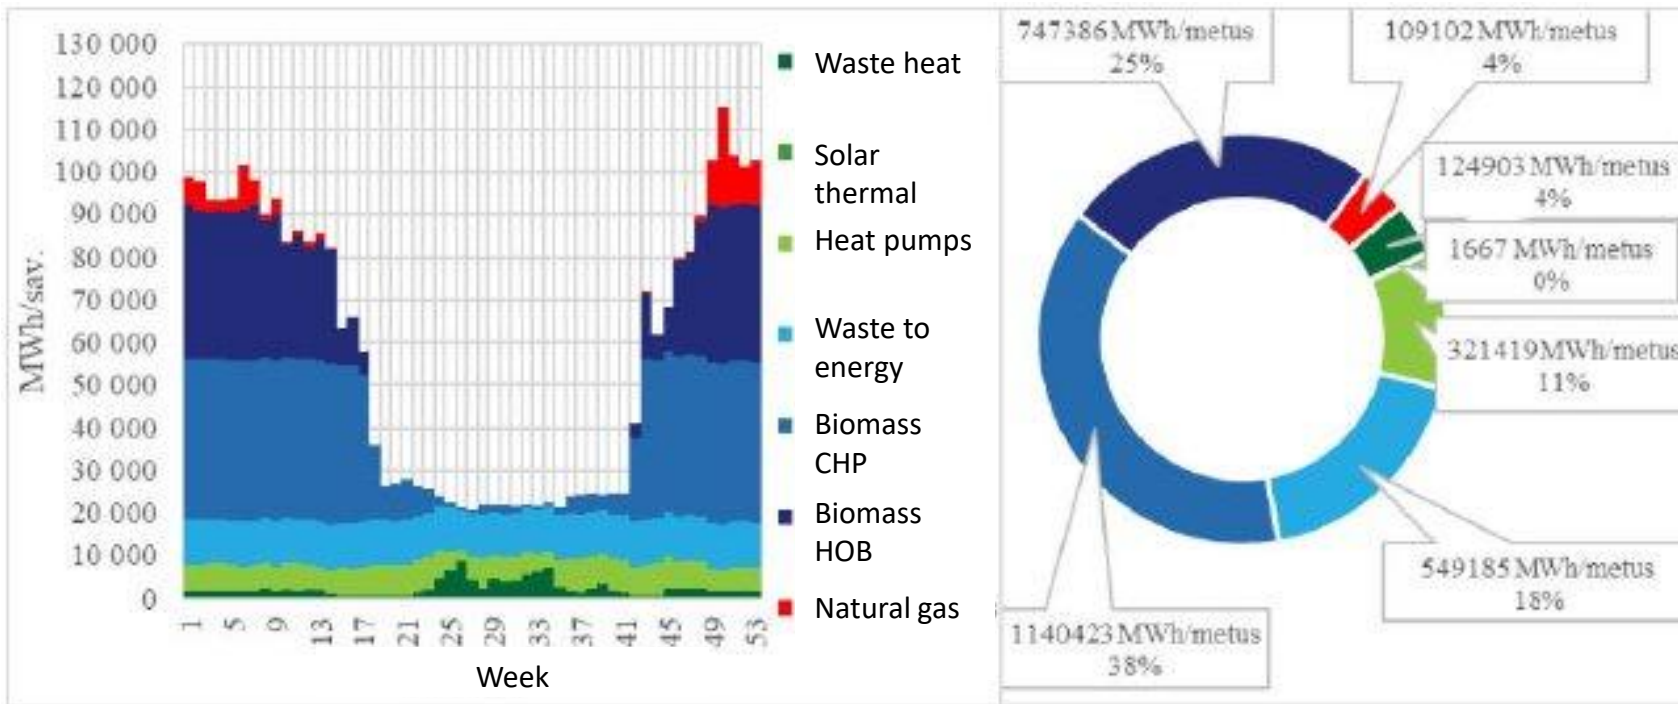 130 000
120 000
110 000
100 000
90 000
80 000
70 000
60 000
50 000
40 000
30 000
20 000
10 000
0
MWh/sav.
1 5 9 13 17 21 25 29 33 37 41 45 49 53
Week
Waste heat
Solar
thermal
Heat pumps
Waste to
energy
Biomass
CHP
Biomass
HOB
Natural gas
747386 MWh/metus
25%
109102 MWh/metus
4%
124903 MWh/metus
4%
1667 MWh/metus
0%
321419 MWh/metus
11%
549185 MWh/metus
18%
1140423 MWh/metus
38%